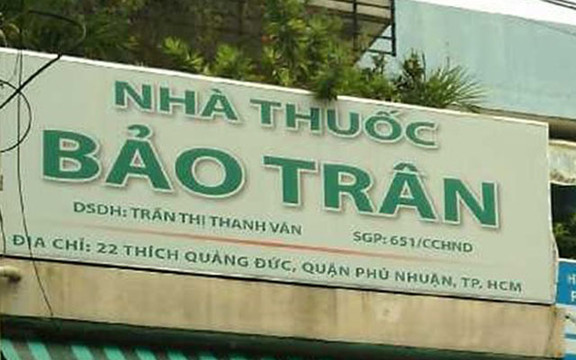 NHÀ THUỐC
BẢO TRÂN
DSDH: TRẦN THỊ THANH VÂN SGP: 651/CCHND
ĐỊA CHỈ: 22 THÍCH QUẢNG ĐỨC, QUẬN PHÚ NHUẬN, TP, HCM